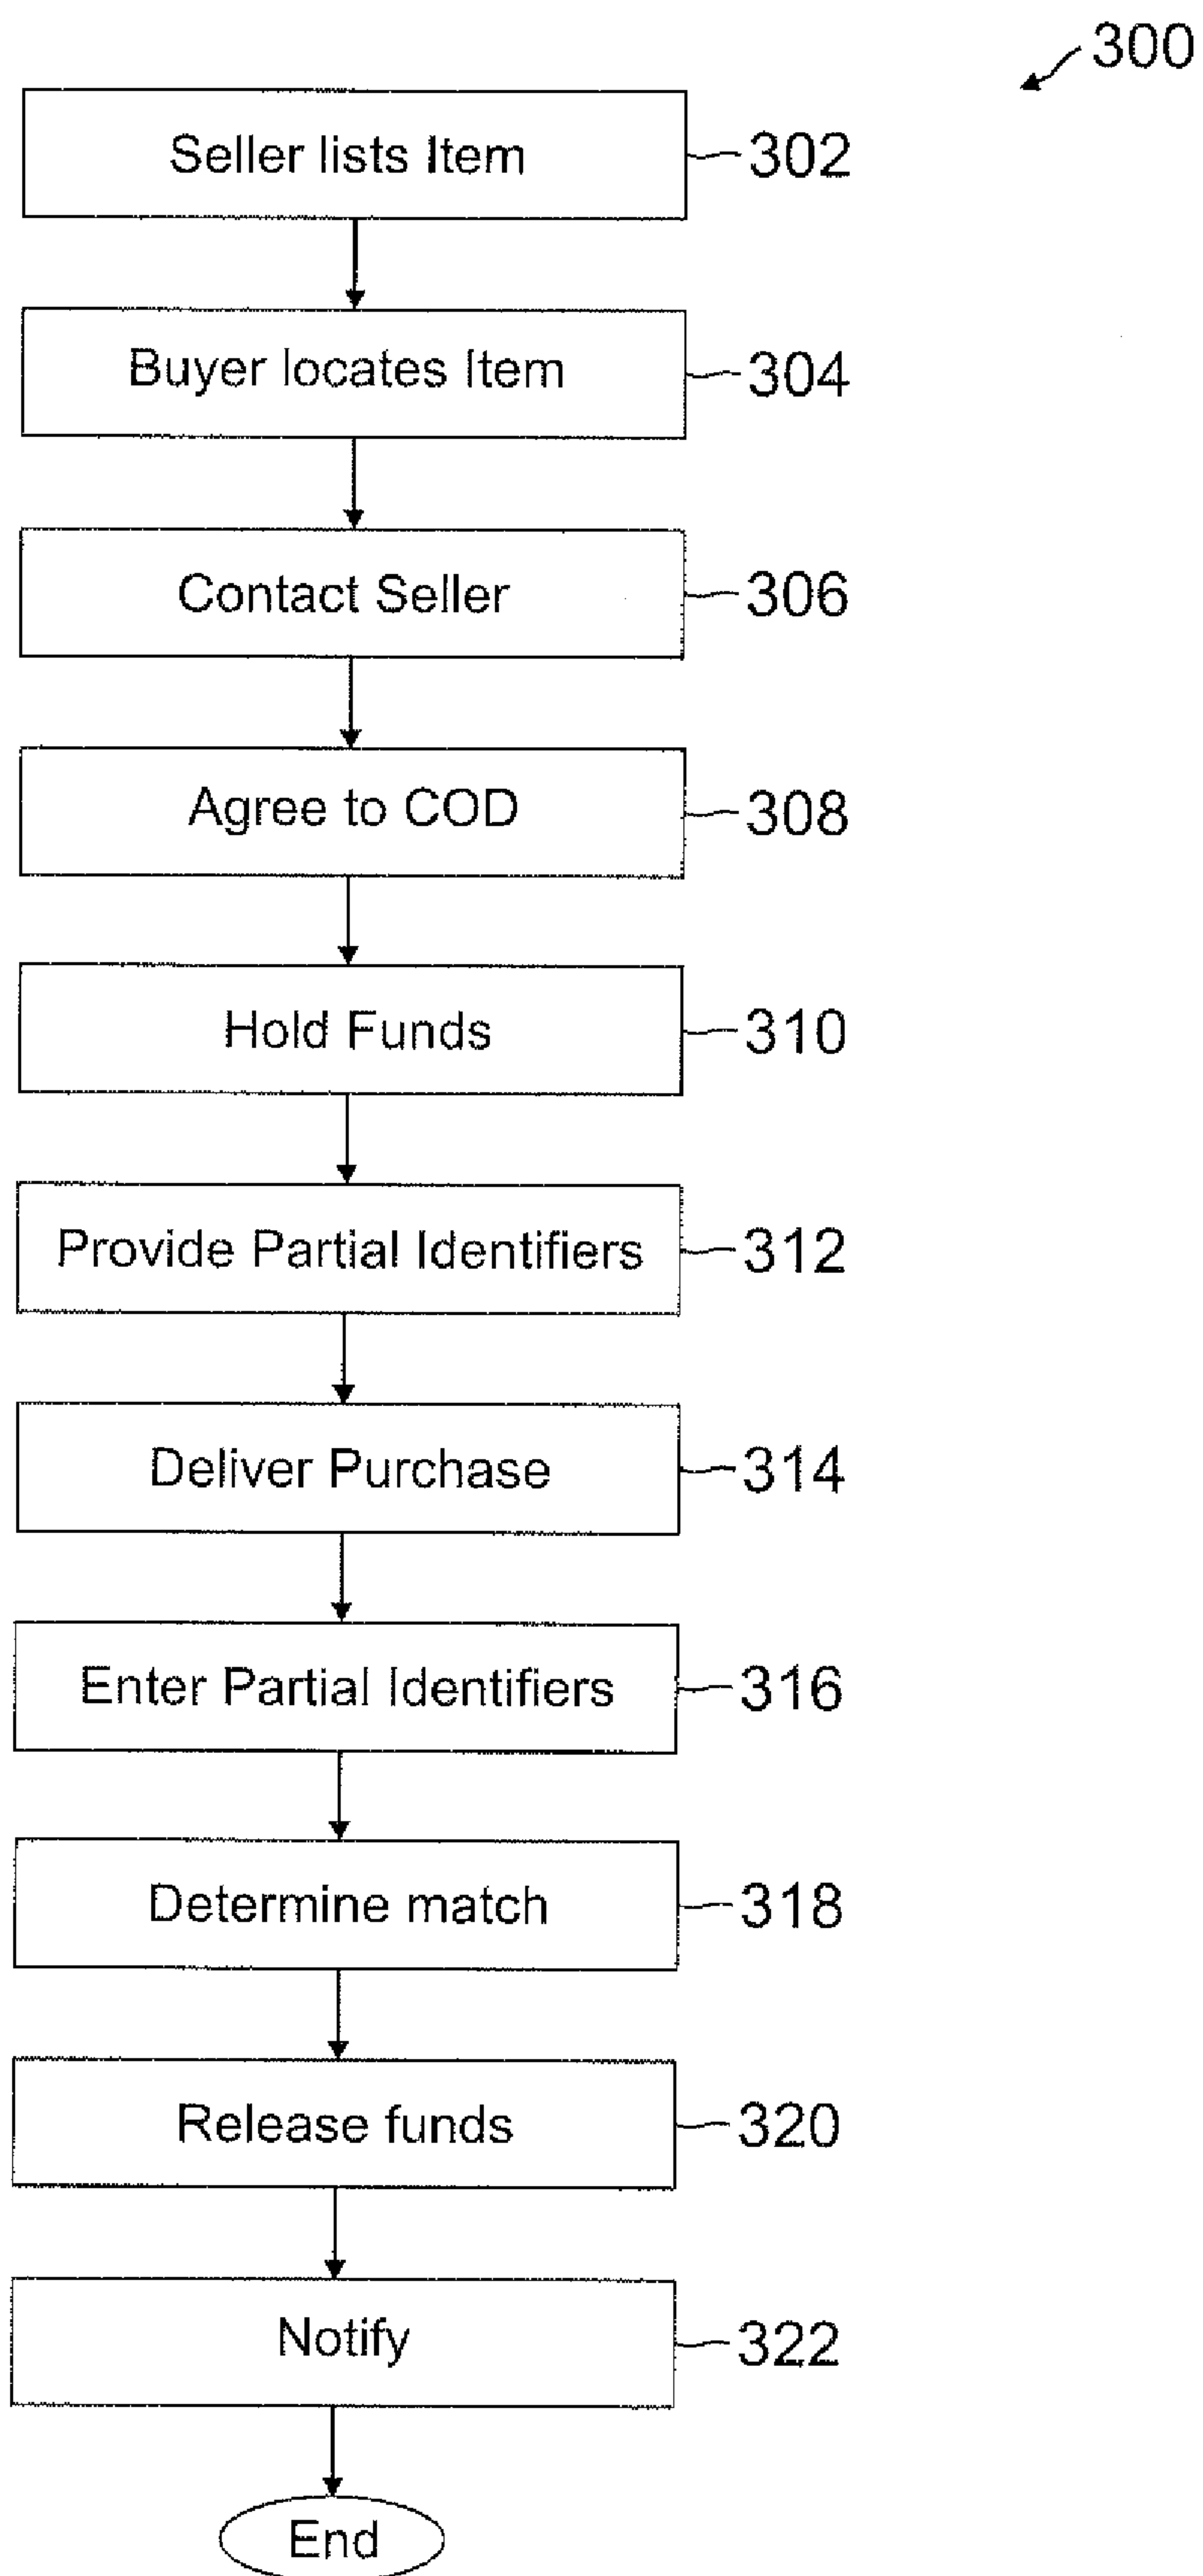 300
Seller lists Item 302
Buyer locates Item 304
Contact Seller 306
Agree to COD 308
Hold Funds 310
Provide Partial Identifiers 312
Deliver Purchase 314
Enter Partial Identifiers 316
Determine match 318
Release funds 320
Notify 322
End